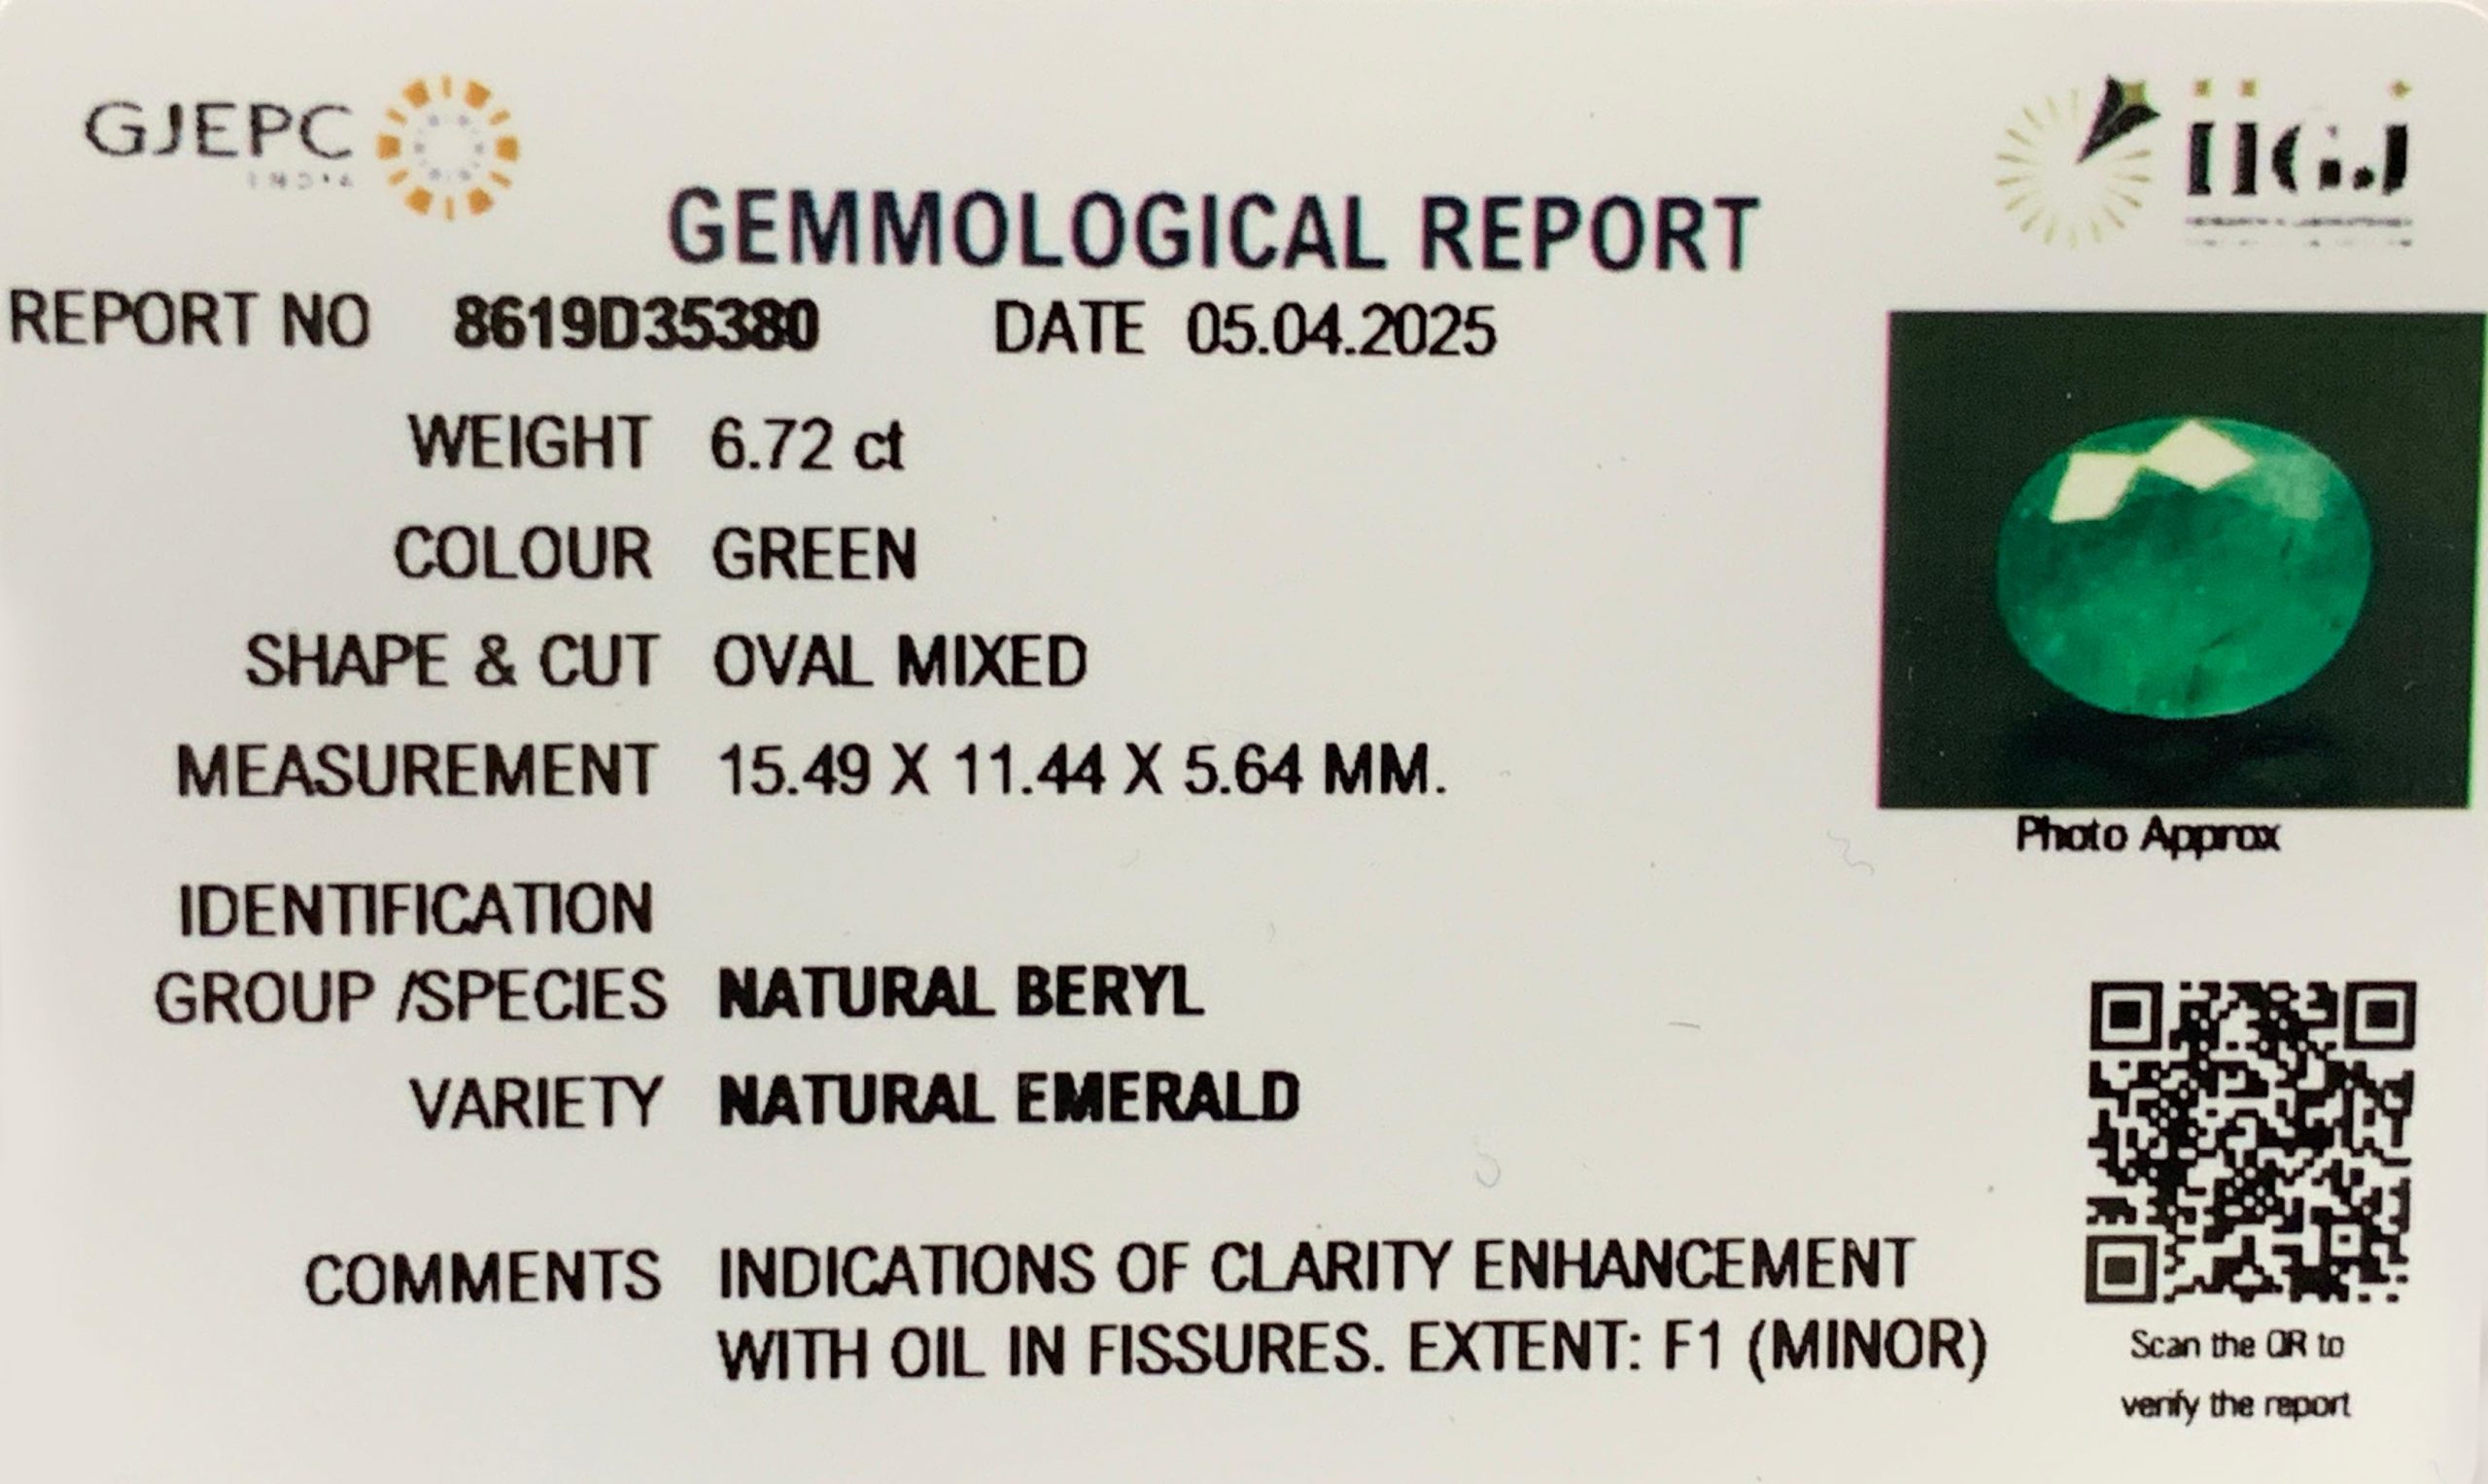 GJEPC
INDIA
IIGJ
GEMMOLOGICAL REPORT
REPORT NO 8619D35380 DATE 05.04.2025
WEIGHT 6.72 ct
COLOUR GREEN
SHAPE & CUT OVAL MIXED
MEASUREMENT 15.49 X 11.44 X 5.64 MM.
Photo Approx
IDENTIFICATION
GROUP /SPECIES NATURAL BERYL
VARIETY NATURAL EMERALD
COMMENTS INDICATIONS OF CLARITY ENHANCEMENT
WITH OIL IN FISSURES. EXTENT: F1 (MINOR)
Scan the QR to
verify the report